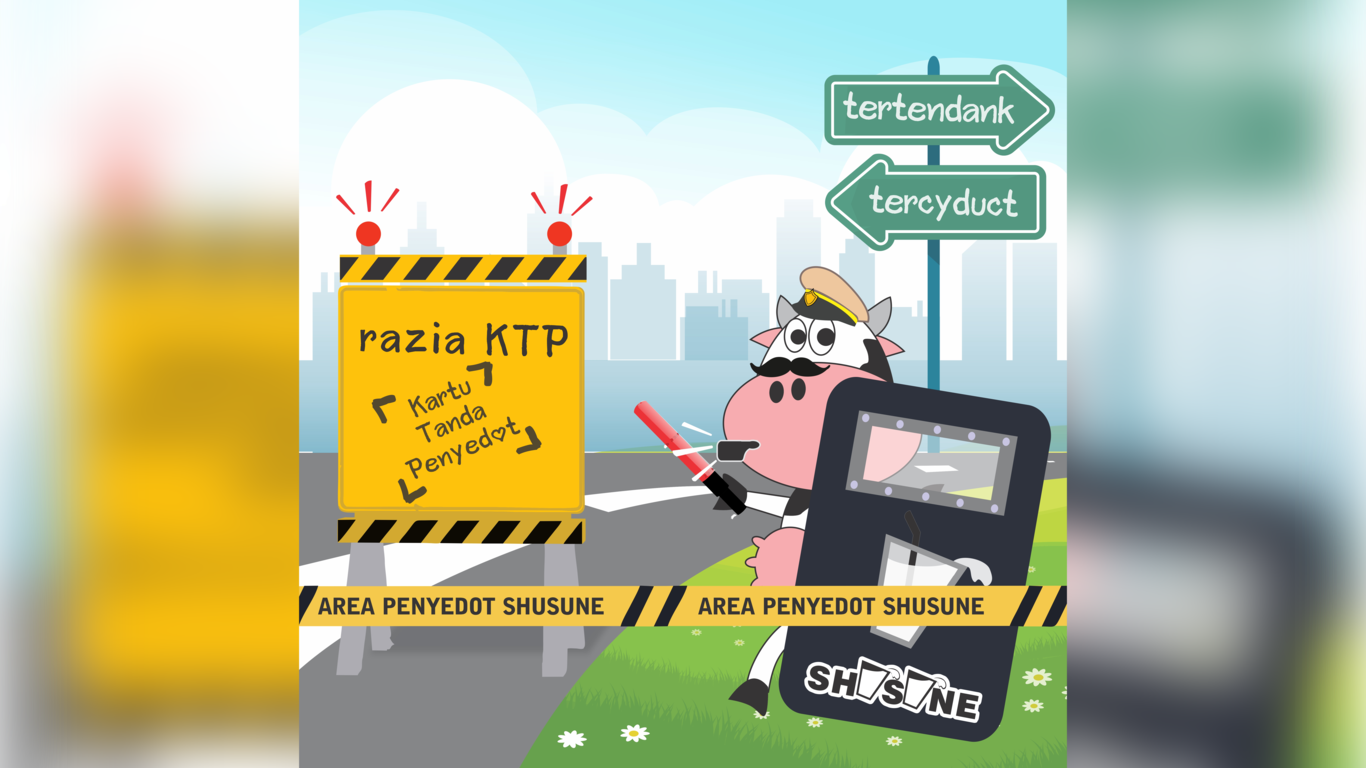 tertendank
tercyduct
razia KTP
Kartu
Tanda
Penyedot
AREA PENYEDOT SHUSUNE
AREA PENYEDOT SHUSUNE
SHUSUNE